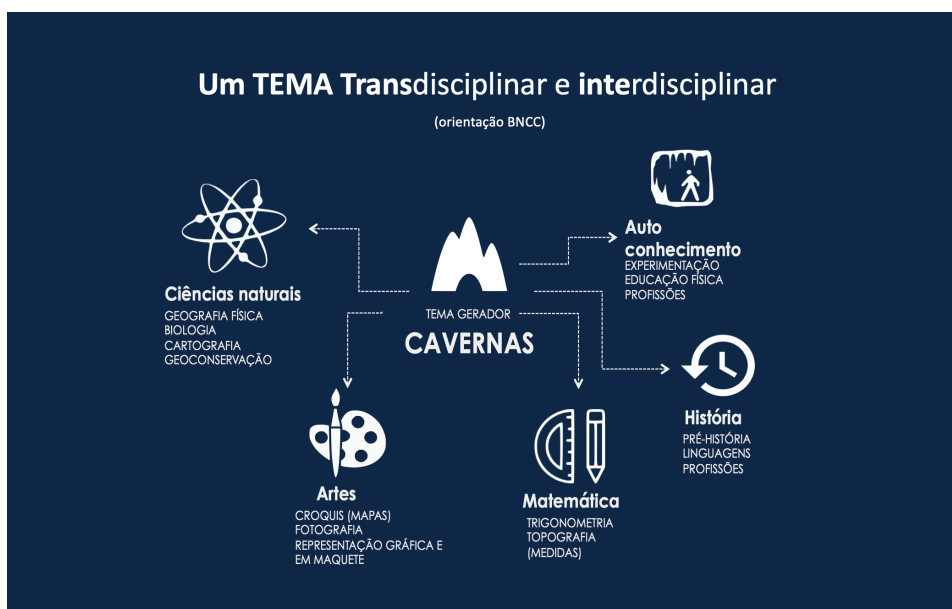 Um TEMA Transdisciplinar e interdisciplinar
(orientação BNCC)
Ciências naturais
GEOGRAFIA FÍSICA
BIOLOGIA
CARTOGRAFIA
GEOCONSERVAÇÃO
TEMA GERADOR
CAVERNAS
Auto
conhecimento
EXPERIMENTAÇÃO
EDUCAÇÃO FÍSICA
PROFISSÕES
Artes
CROQUIS (MAPAS)
FOTOGRAFIA
REPRESENTAÇÃO GRÁFICA E
EM MAQUETE
Matemática
TRIGONOMETRIA
TOPOGRAFIA
(MEDIDAS)
História
PRÉ-HISTÓRIA
LINGUAGENS
PROFISSÕES